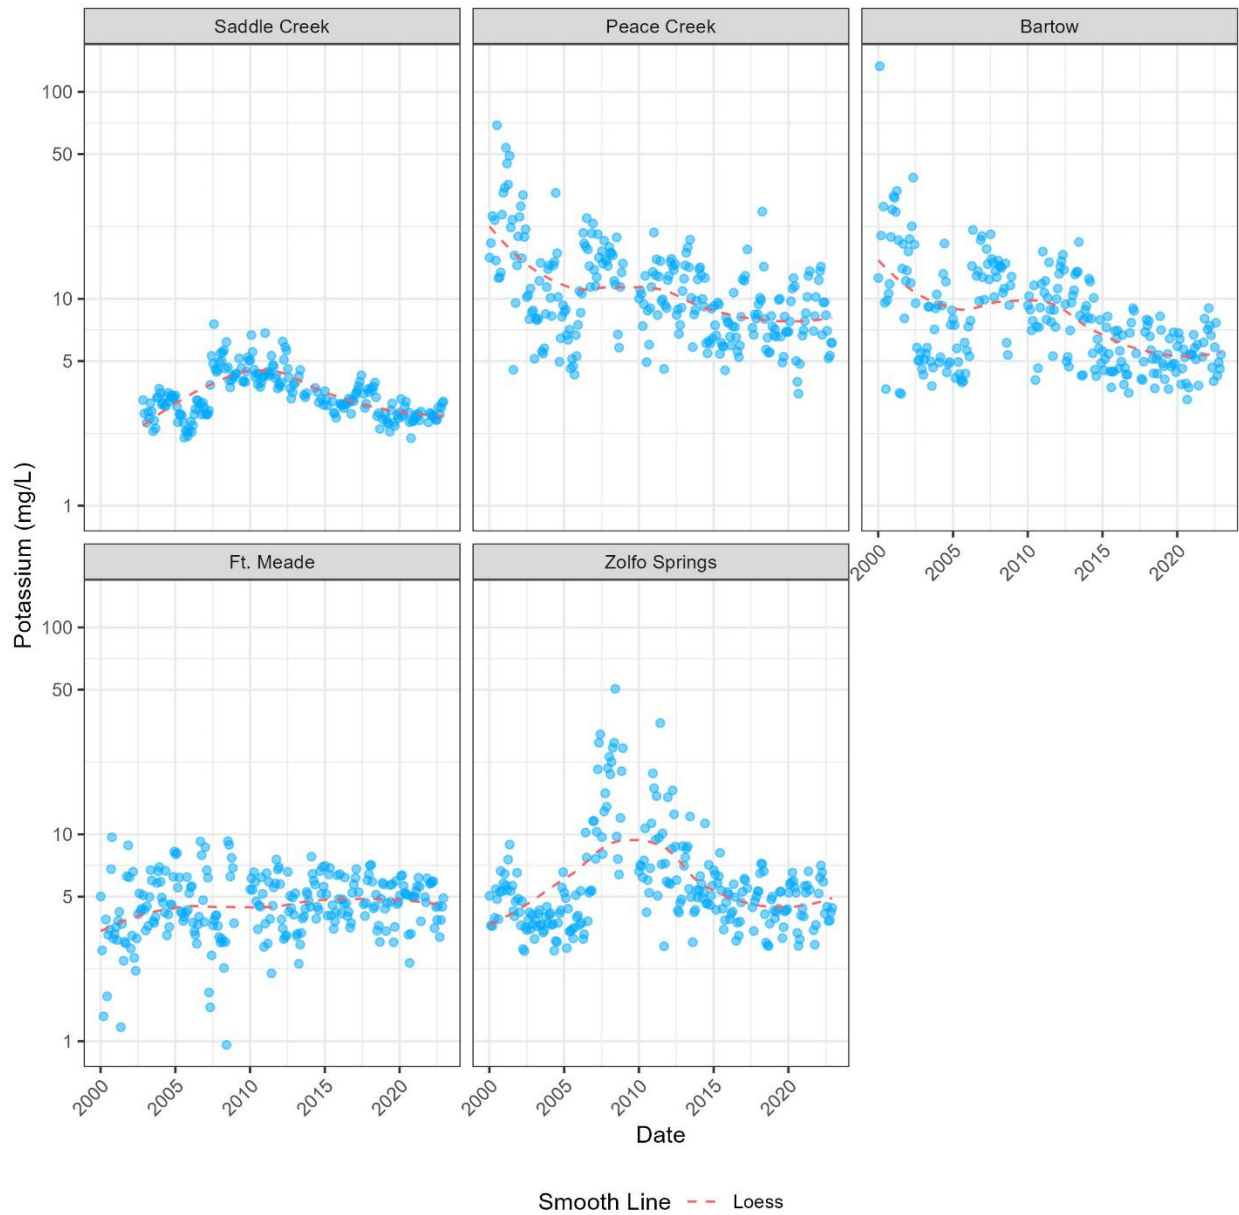 Saddle Creek Peace Creek Bartow
100
50
10
5
1
2000 2005 2010 2015 2020
Ft. Meade Zolfo Springs
100
50
10
5
1
2000 2005 2010 2015 2020 2000 2005 2010 2015 2020
Potassium (mg/L)
Date
Smooth Line Loess